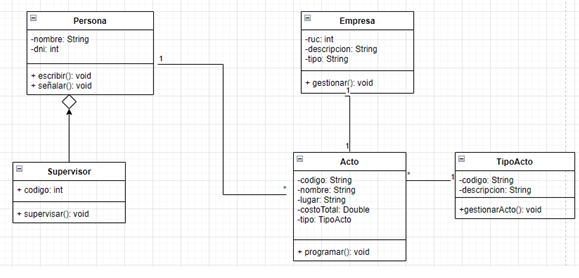 Persona
-nombre: String
-dni: int
+ escribir(): void
+ señalar(): void
Empresa
-ruc: int
-descripcion: String
-tipo: String
+ gestionar(): void
1
1
1
*
Supervisor
+ codigo: int
+ supervisar(): void
Acto
-codigo: String
-nombre: String
-lugar: String
-costoTotal: Double
-tipo: TipoActo
+ programar(): void
*
1
TipoActo
-codigo: String
-descripcion: String
+gestionarActo(): void